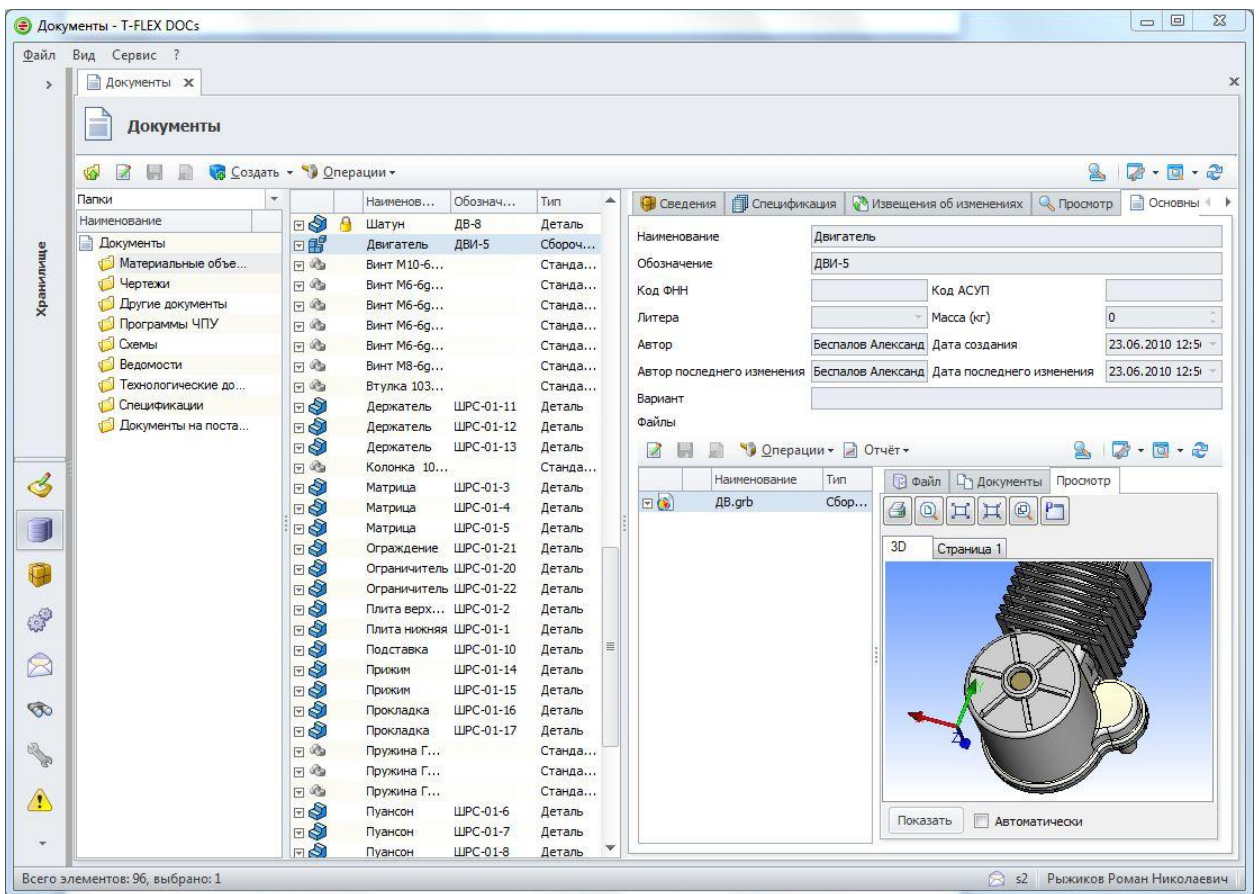 Документы - T-FLEX DOCs
Файл Вид Сервис ?
Документы
Документы
Создать Операции
Хранилище
Папки
Наименование
Документы
Материальные объе...
Чертежи
Другие документы
Программы ЧПУ
Схемы
Ведомости
Технологические до...
Спецификации
Документы на поста...
Наименов... Обознач... Тип
Шатун ДВ-8 Деталь
Двигатель ДВИ-5 Сбороч...
Винт М10-6... Станда...
Винт М6-6g... Станда...
Винт М6-6g... Станда...
Винт М6-6g... Станда...
Винт М6-6g... Станда...
Винт М8-6g... Станда...
Втулка 103... Станда...
Держатель ШРС-01-11 Деталь
Держатель ШРС-01-12 Деталь
Держатель ШРС-01-13 Деталь
Колонка 10... Станда...
Матрица ШРС-01-3 Деталь
Матрица ШРС-01-4 Деталь
Матрица ШРС-01-5 Деталь
Ограждение ШРС-01-21 Деталь
Ограничитель ШРС-01-20 Деталь
Ограничитель ШРС-01-22 Деталь
Плита верх... ШРС-01-2 Деталь
Плита нижняя ШРС-01-1 Деталь
Подставка ШРС-01-10 Деталь
Прижим ШРС-01-14 Деталь
Прижим ШРС-01-15 Деталь
Прокладка ШРС-01-16 Деталь
Прокладка ШРС-01-17 Деталь
Пружина Г... Станда...
Пружина Г... Станда...
Пружина Г... Станда...
Пуансон ШРС-01-6 Деталь
Пуансон ШРС-01-7 Деталь
Пуансон ШРС-01-8 Деталь
Сведения Спецификация Извещения об изменениях Просмотр Основны
Наименование Двигатель
Обозначение ДВИ-5
Код ФНН Код АСУП
Литера Масса (кг) 0
Автор Беспалов Александ Дата создания 23.06.2010 12:5
Автор последнего изменения Беспалов Александ Дата последнего изменения 23.06.2010 12:5
Вариант
Файлы
Операции Отчёт
Наименование Тип
ДВ.grb Сбор...
Файл Документы Просмотр
3D Страница 1
Y
Z
Показать Автоматически
Всего элементов: 96, выбрано: 1 s2 Рыжиков Роман Николаевич